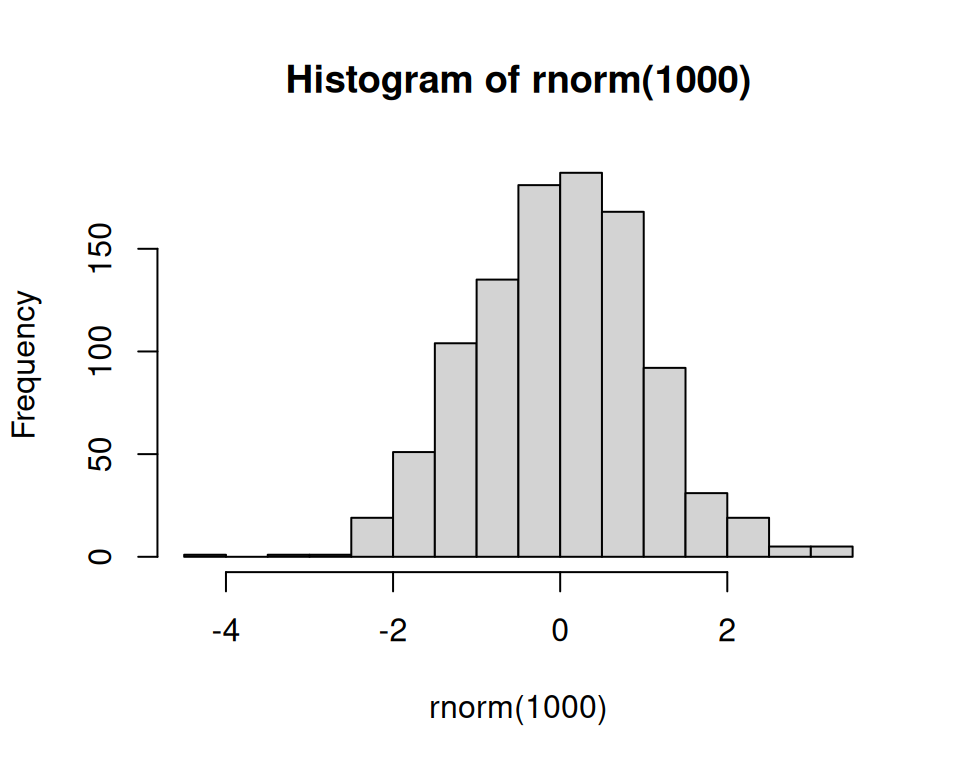 Histogram of rnorm(1000)
Frequency
150
100
50
0
-4 -2 0 2
rnorm(1000)